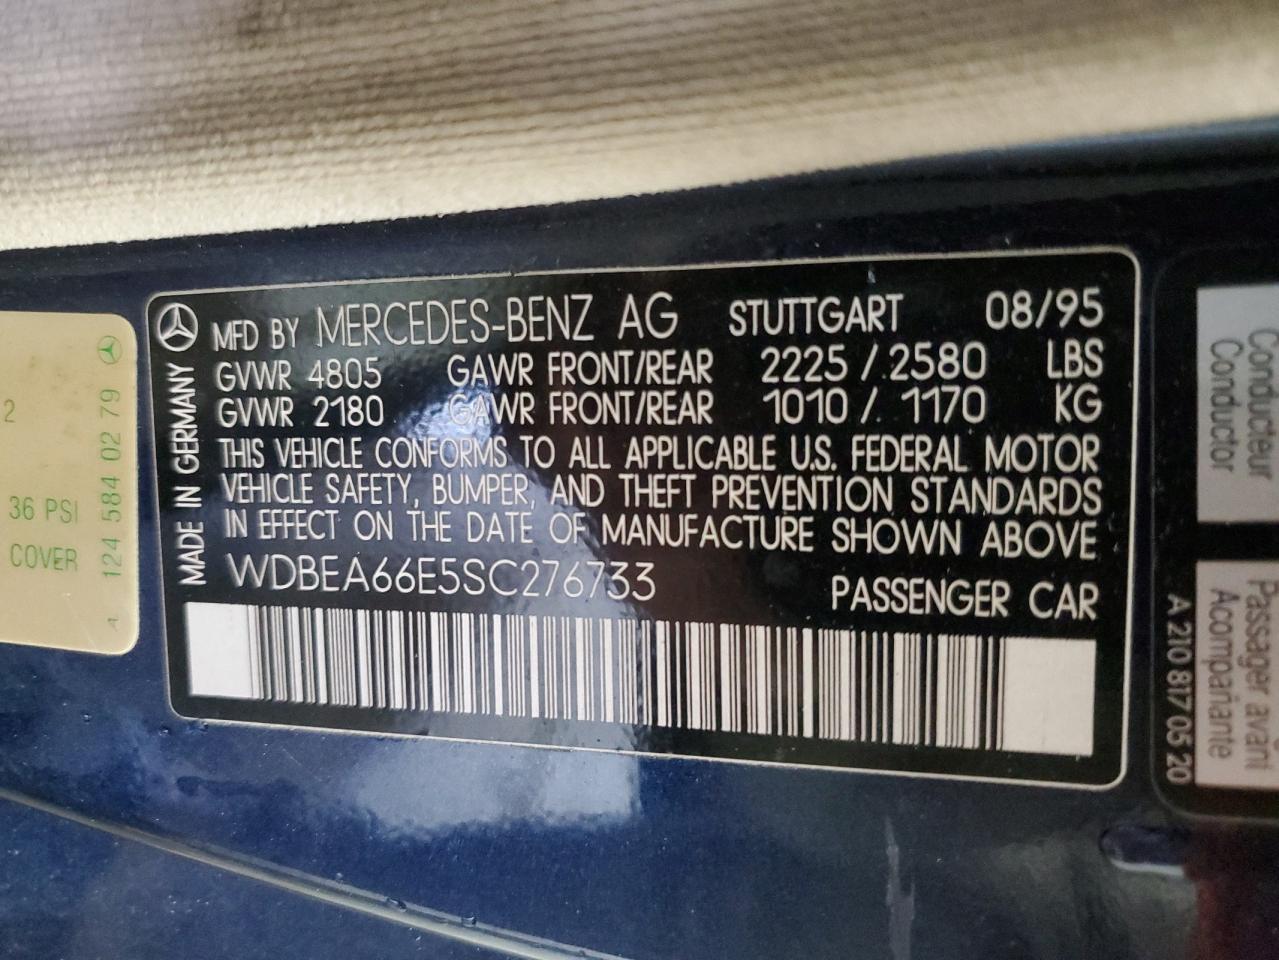 MFD BY MERCEDES-BENZ AG STUTTGART 08/95
GVWR 4805 GAWR FRONT/REAR 2225 / 2580 LBS
GVWR 2180 GAWR FRONT/REAR 1010 / 1170 KG
THIS VEHICLE CONFORMS TO ALL APPLICABLE U.S. FEDERAL MOTOR
VEHICLE SAFETY, BUMPER, AND THEFT PREVENTION STANDARDS
IN EFFECT ON THE DATE OF MANUFACTURE SHOWN ABOVE
WDBEA66E5SC276733 PASSENGER CAR
MADE IN GERMANY
2
36 PSI
COVER
A 124 584 02 79
Conducteur
Conductor
Passager avant
Acompañante
A 210 817 05 20